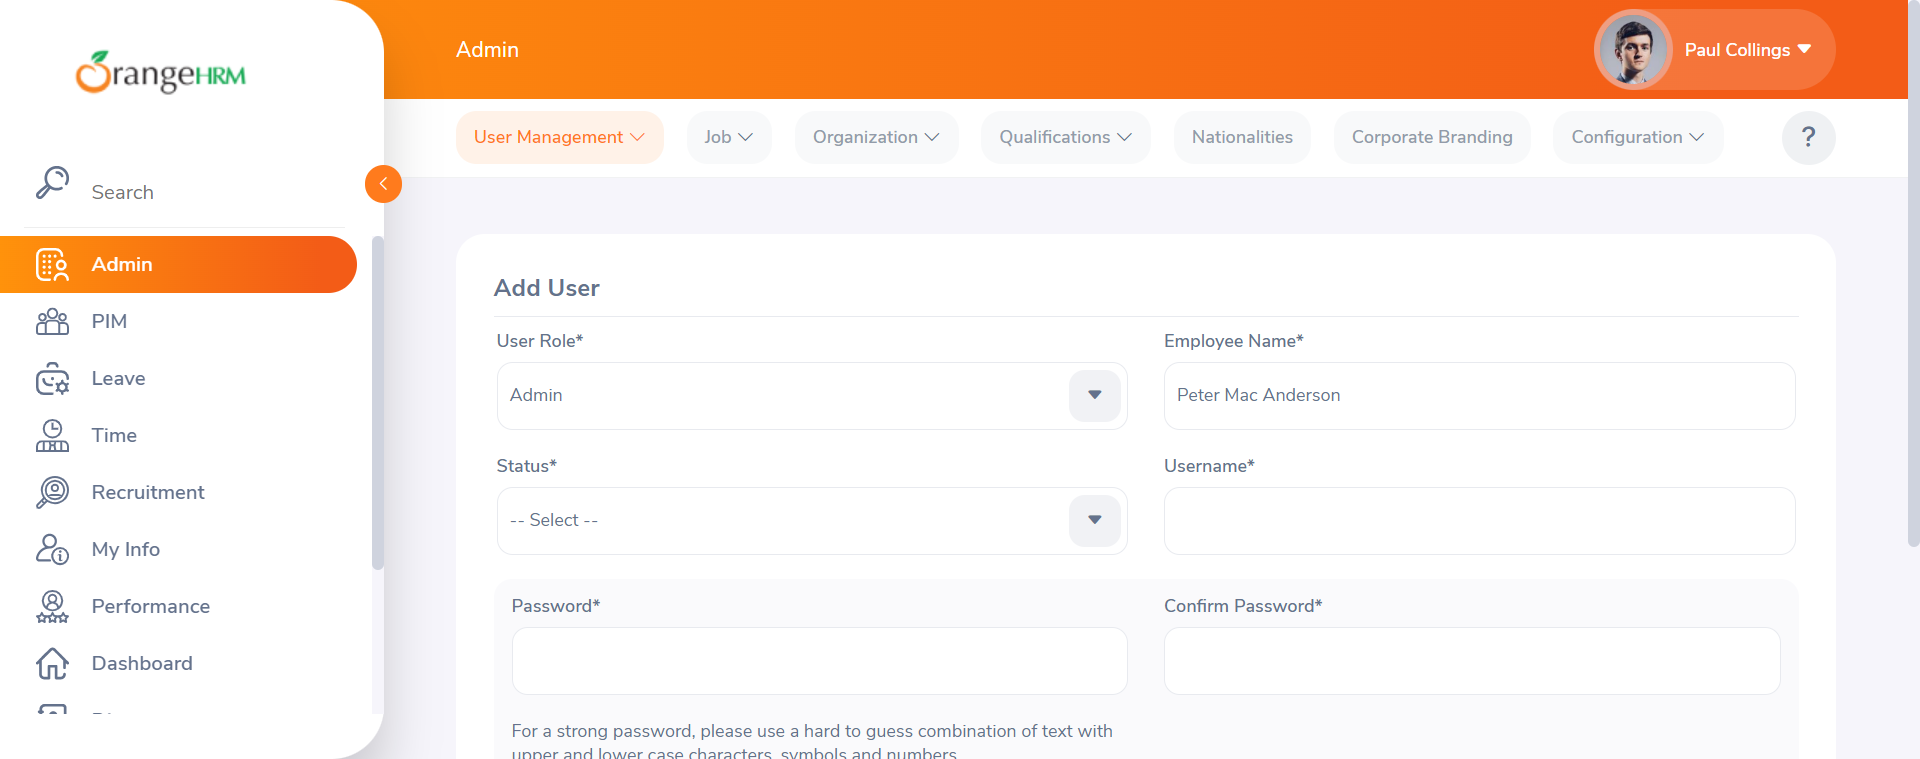 OrangeHRM
Admin
Paul Collings
User Management
Job
Organization
Qualifications
Nationalities
Corporate Branding
Configuration
?
Search
Admin
PIM
Leave
Time
Recruitment
My Info
Performance
Dashboard
Add User
User Role*
Employee Name*
Admin
Peter Mac Anderson
Status*
Username*
-- Select --
Password*
Confirm Password*
For a strong password, please use a hard to guess combination of text with
upper and lower case characters, symbols and numbers